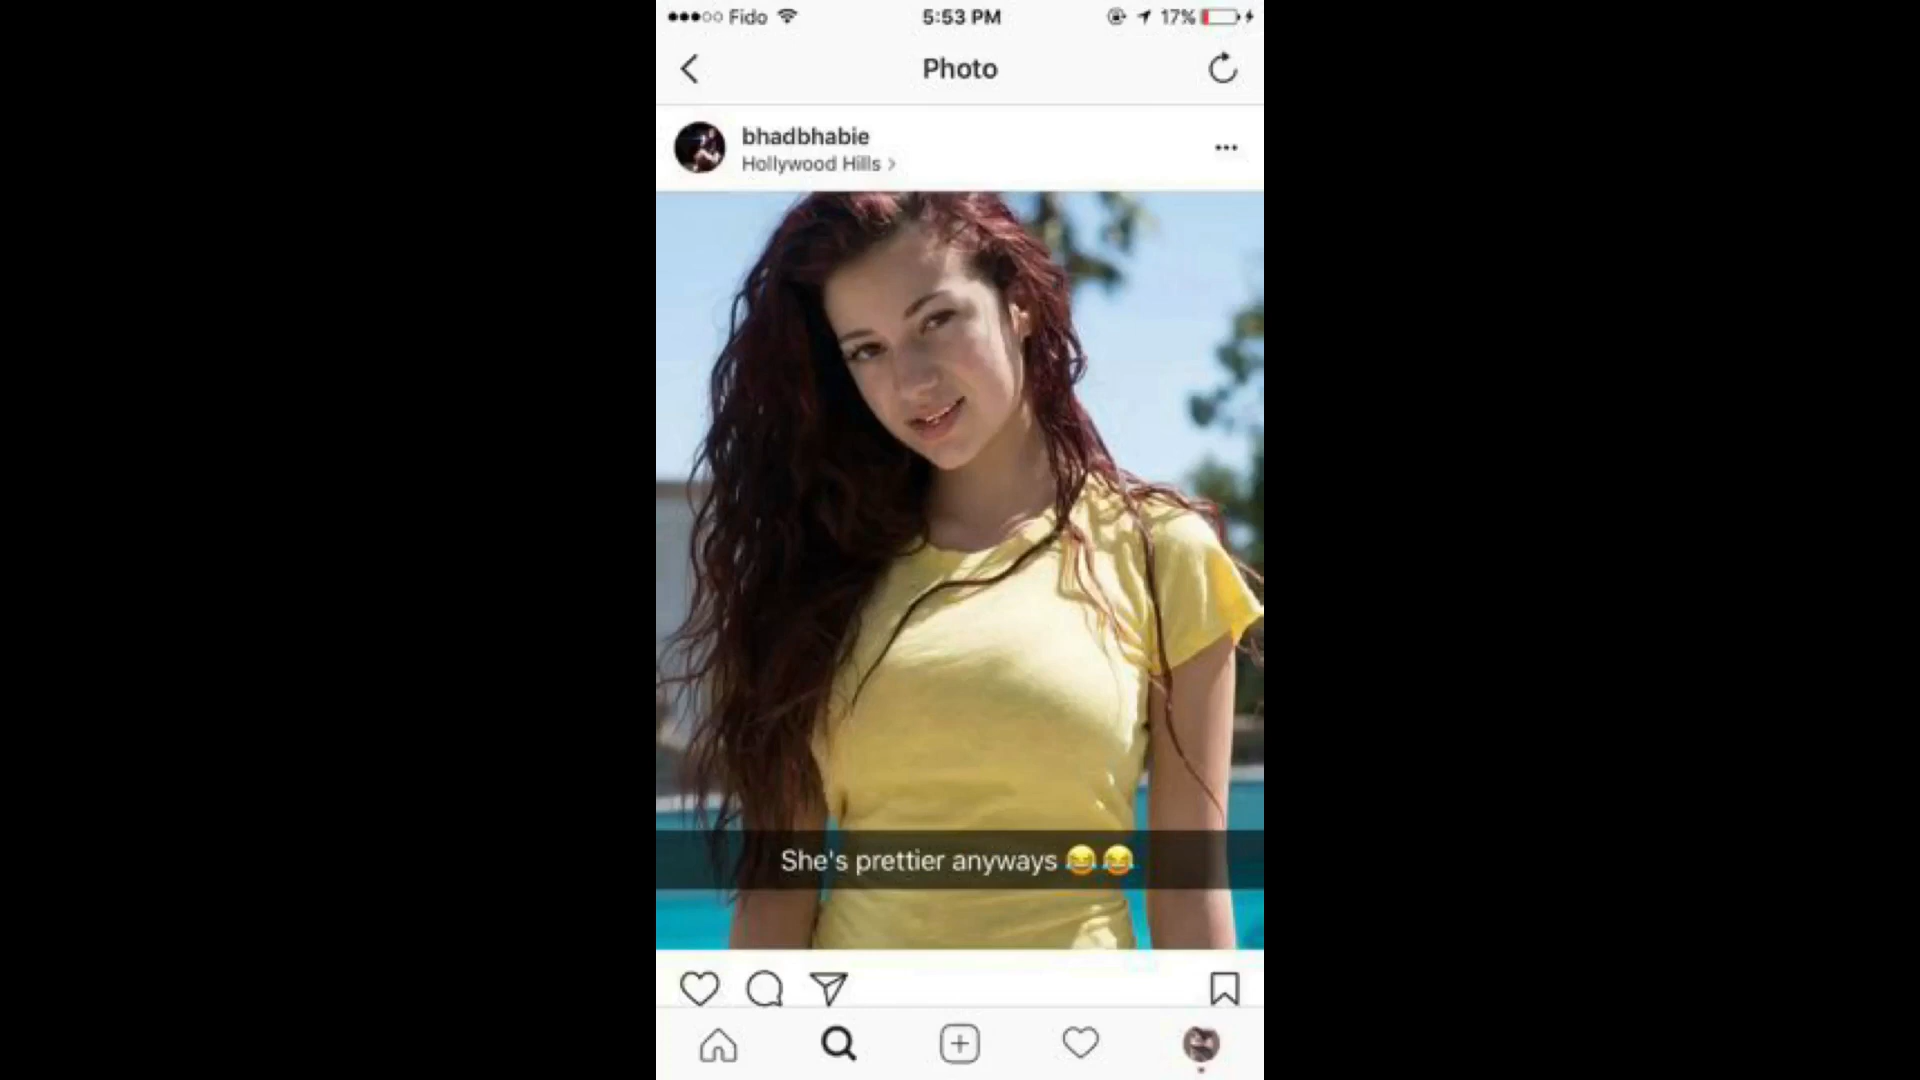 ●●●○○ Fido 5:53 PM 17%
Photo
bhadbhabie
Hollywood Hills >
She's prettier anyways 😂😂